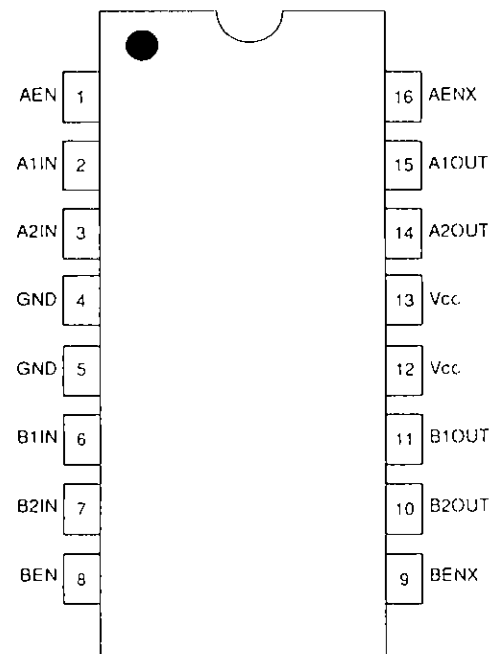 AEN 1 16 AENX
A1IN 2 15 A1OUT
A2IN 3 14 A2OUT
GND 4 13 Vcc
GND 5 12 Vcc
B1IN 6 11 B1OUT
B2IN 7 10 B2OUT
BEN 8 9 BENX